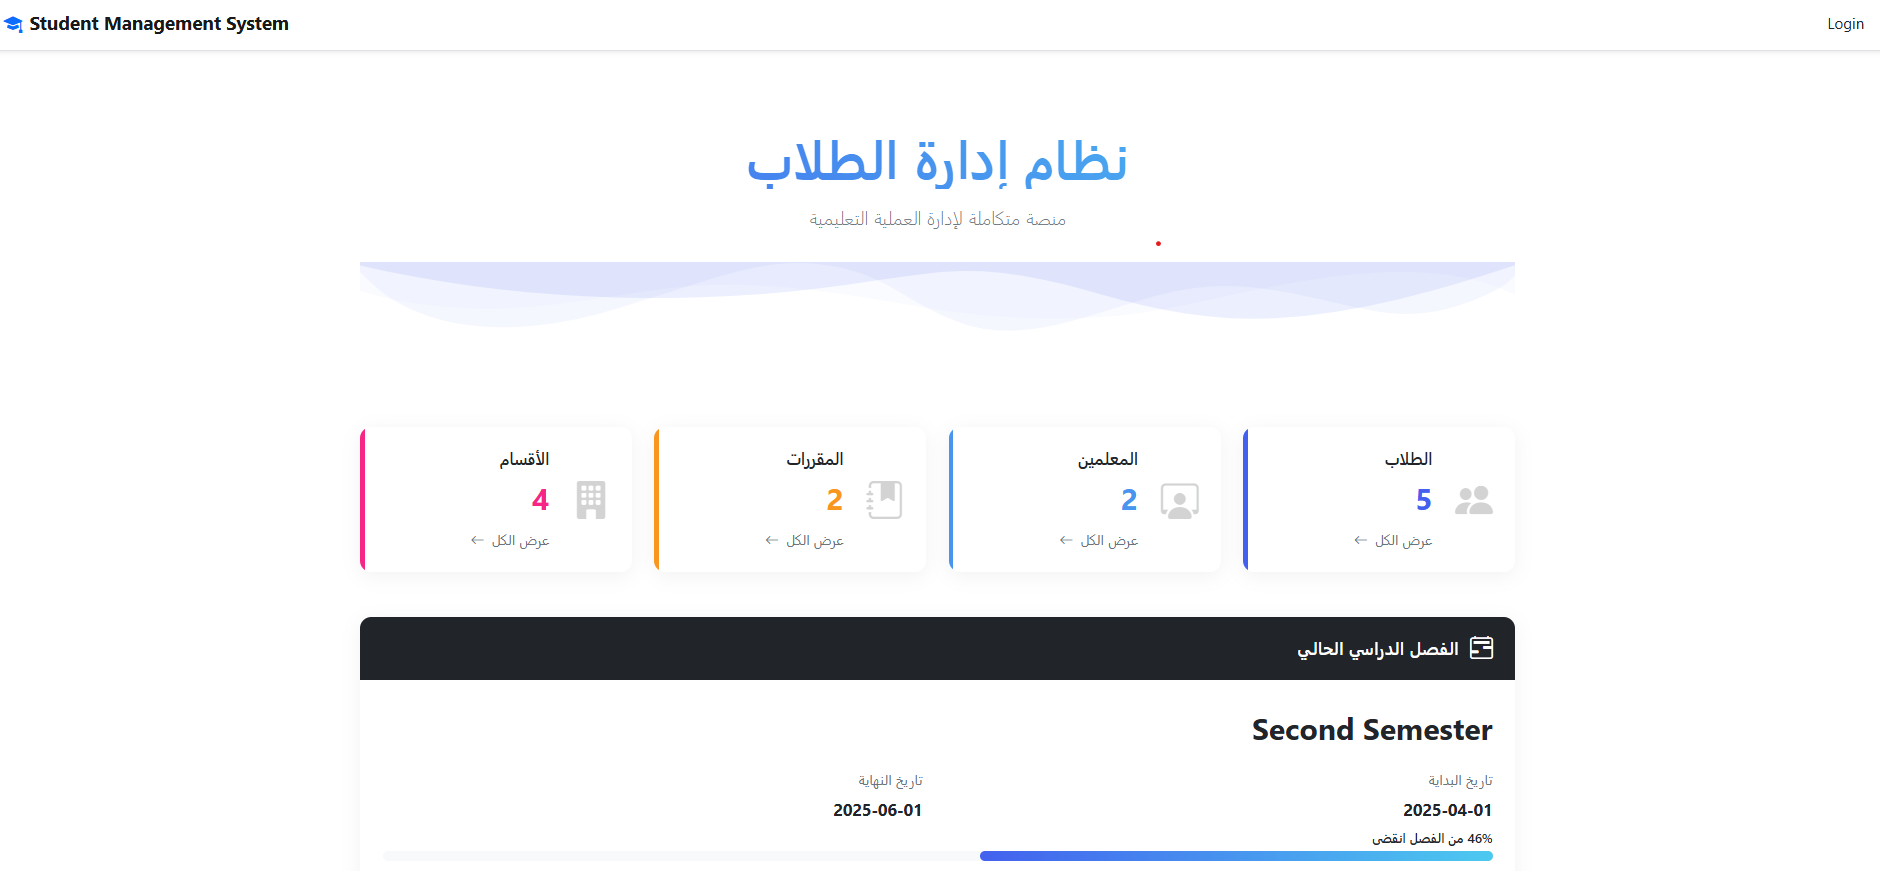 Student Management System
Login
نظام إدارة الطلاب
منصة متكاملة لإدارة العملية التعليمية
الطلاب
5
عرض الكل ←
المعلمين
2
عرض الكل ←
المقررات
2
عرض الكل ←
الأقسام
4
عرض الكل ←
الفصل الدراسي الحالي
Second Semester
تاريخ البداية
2025-04-01
تاريخ النهاية
2025-06-01
46% من الفصل انقضى